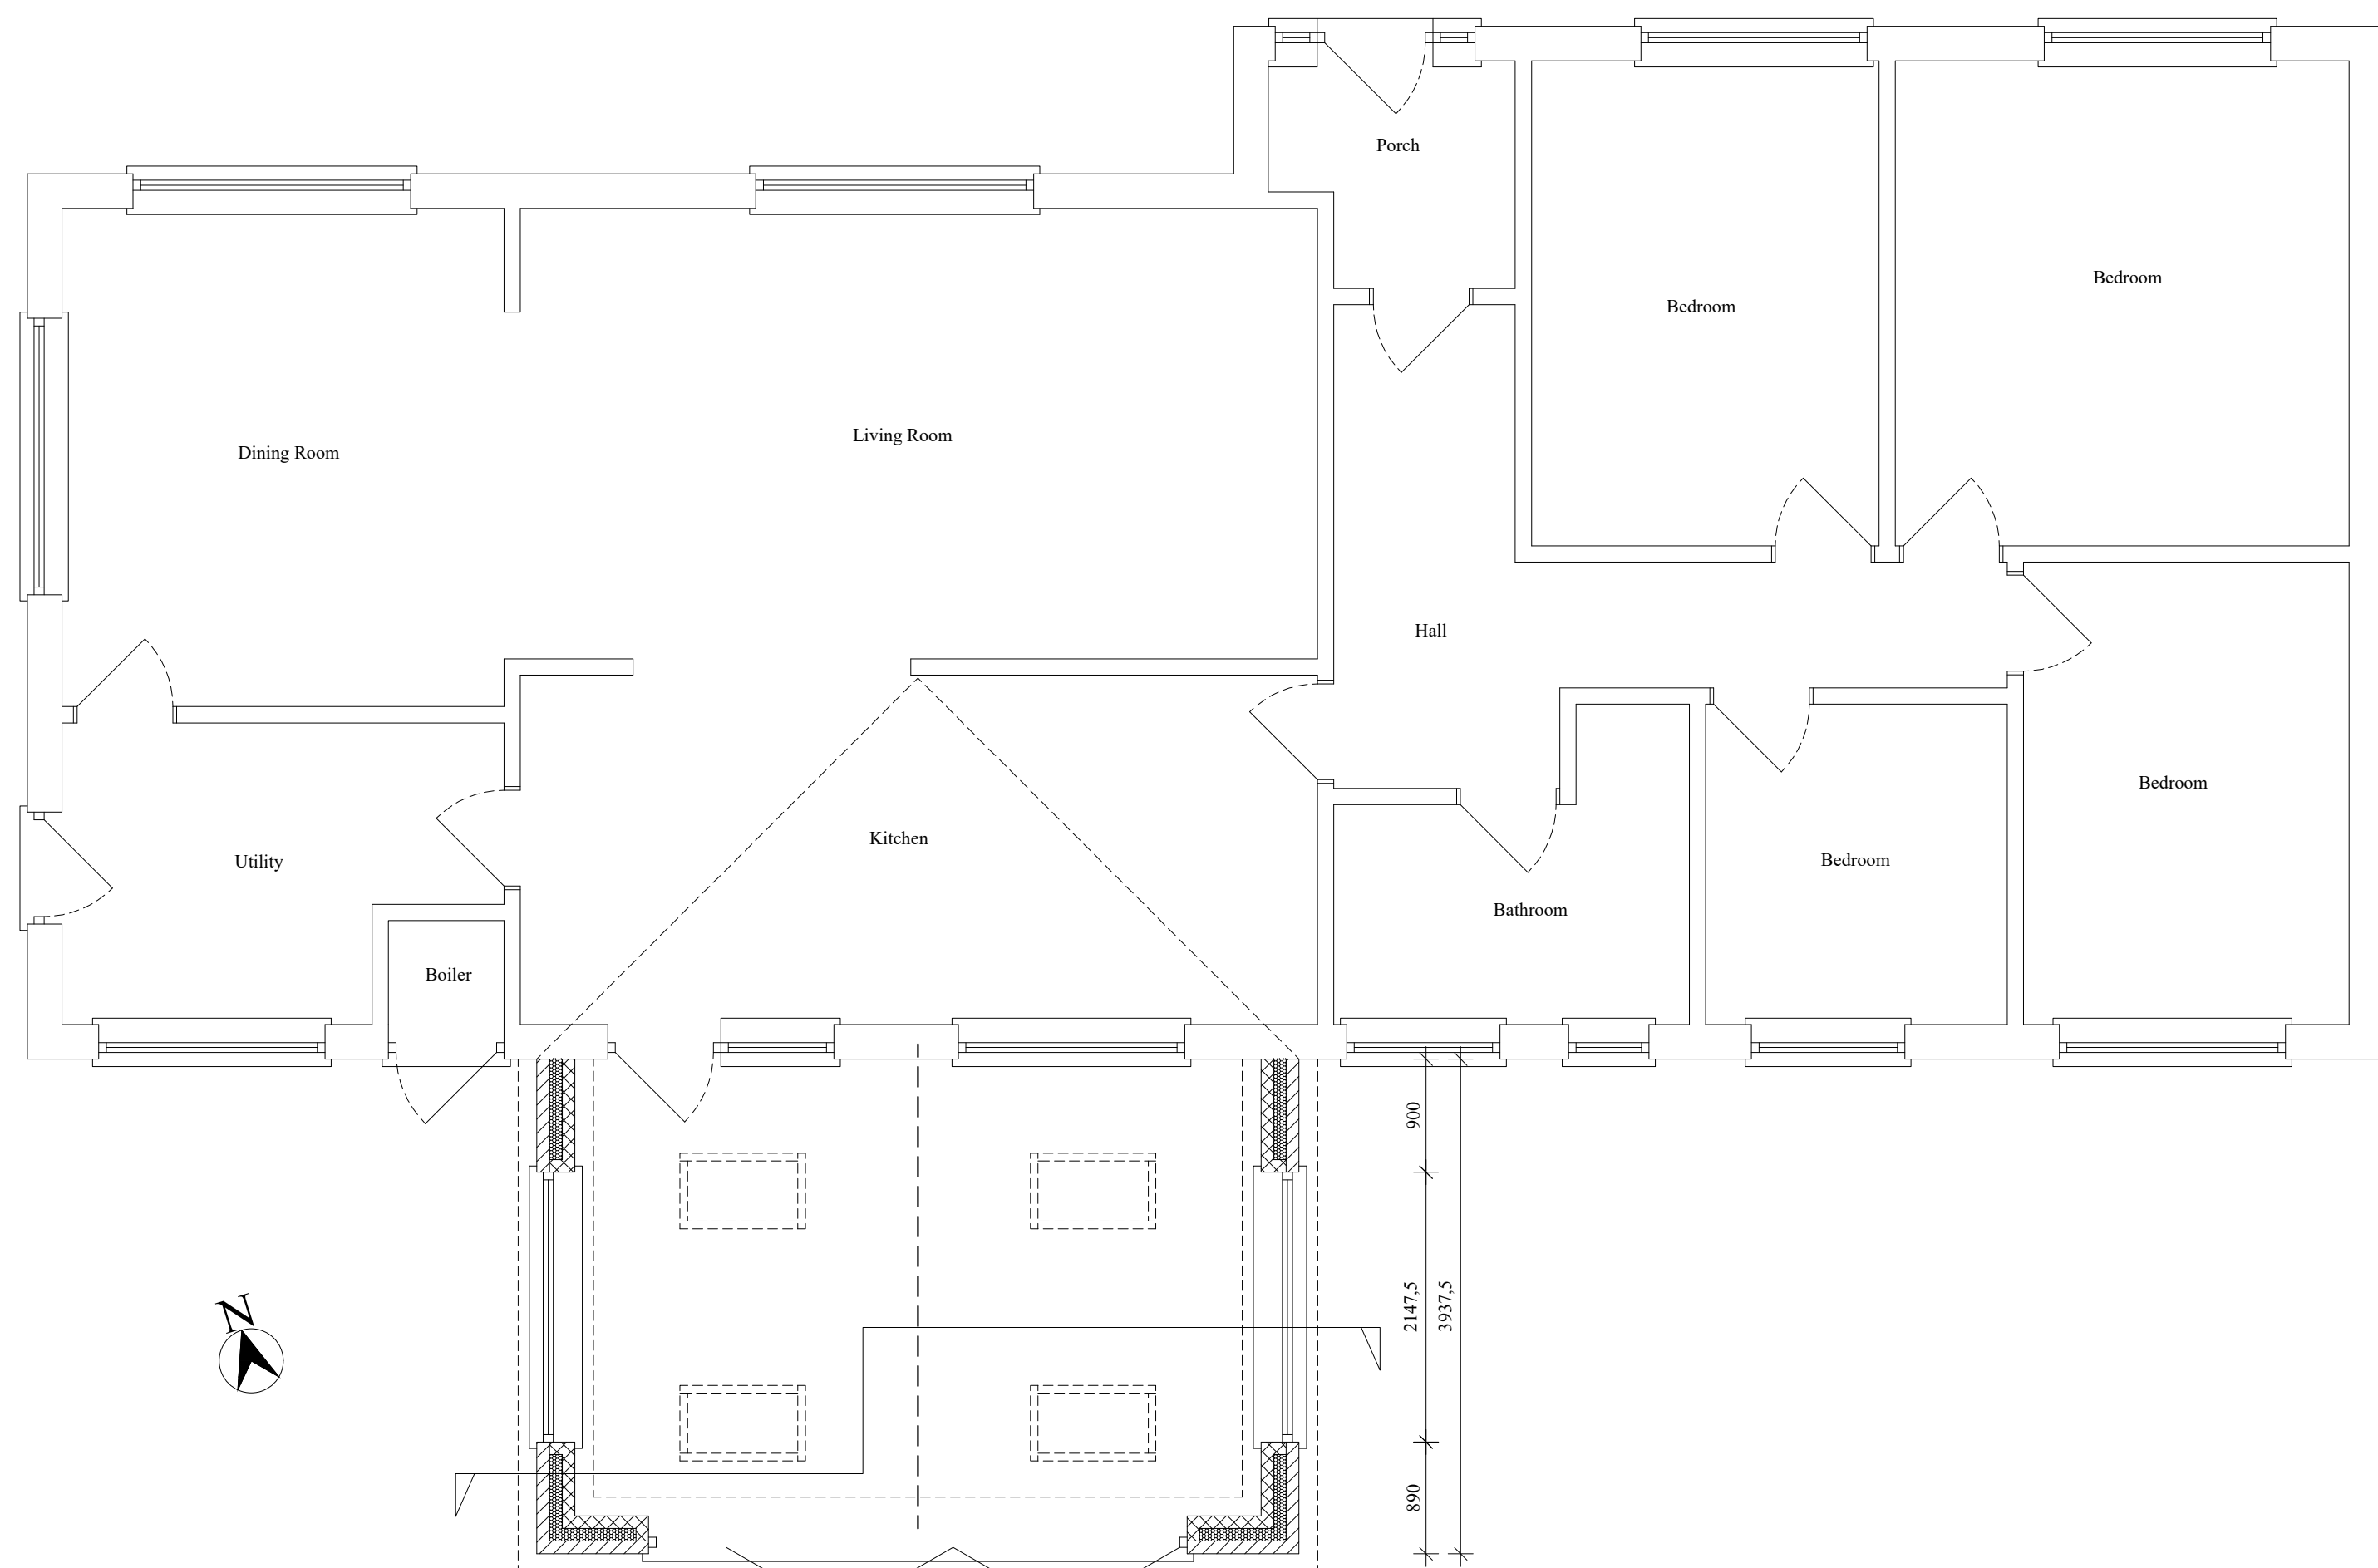 Porch
Bedroom
Bedroom
Living Room
Dining Room
Hall
Bedroom
Kitchen
Bedroom
Utility
Bathroom
Boiler
900
2147,5
3937,5
N
890